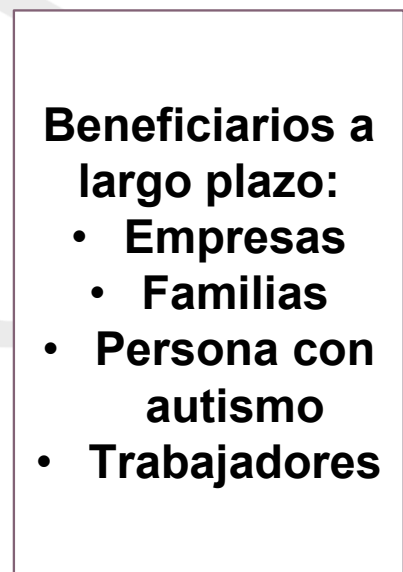 Beneficiarios a
largo plazo:
• Empresas
• Familias
• Persona con
autismo
• Trabajadores